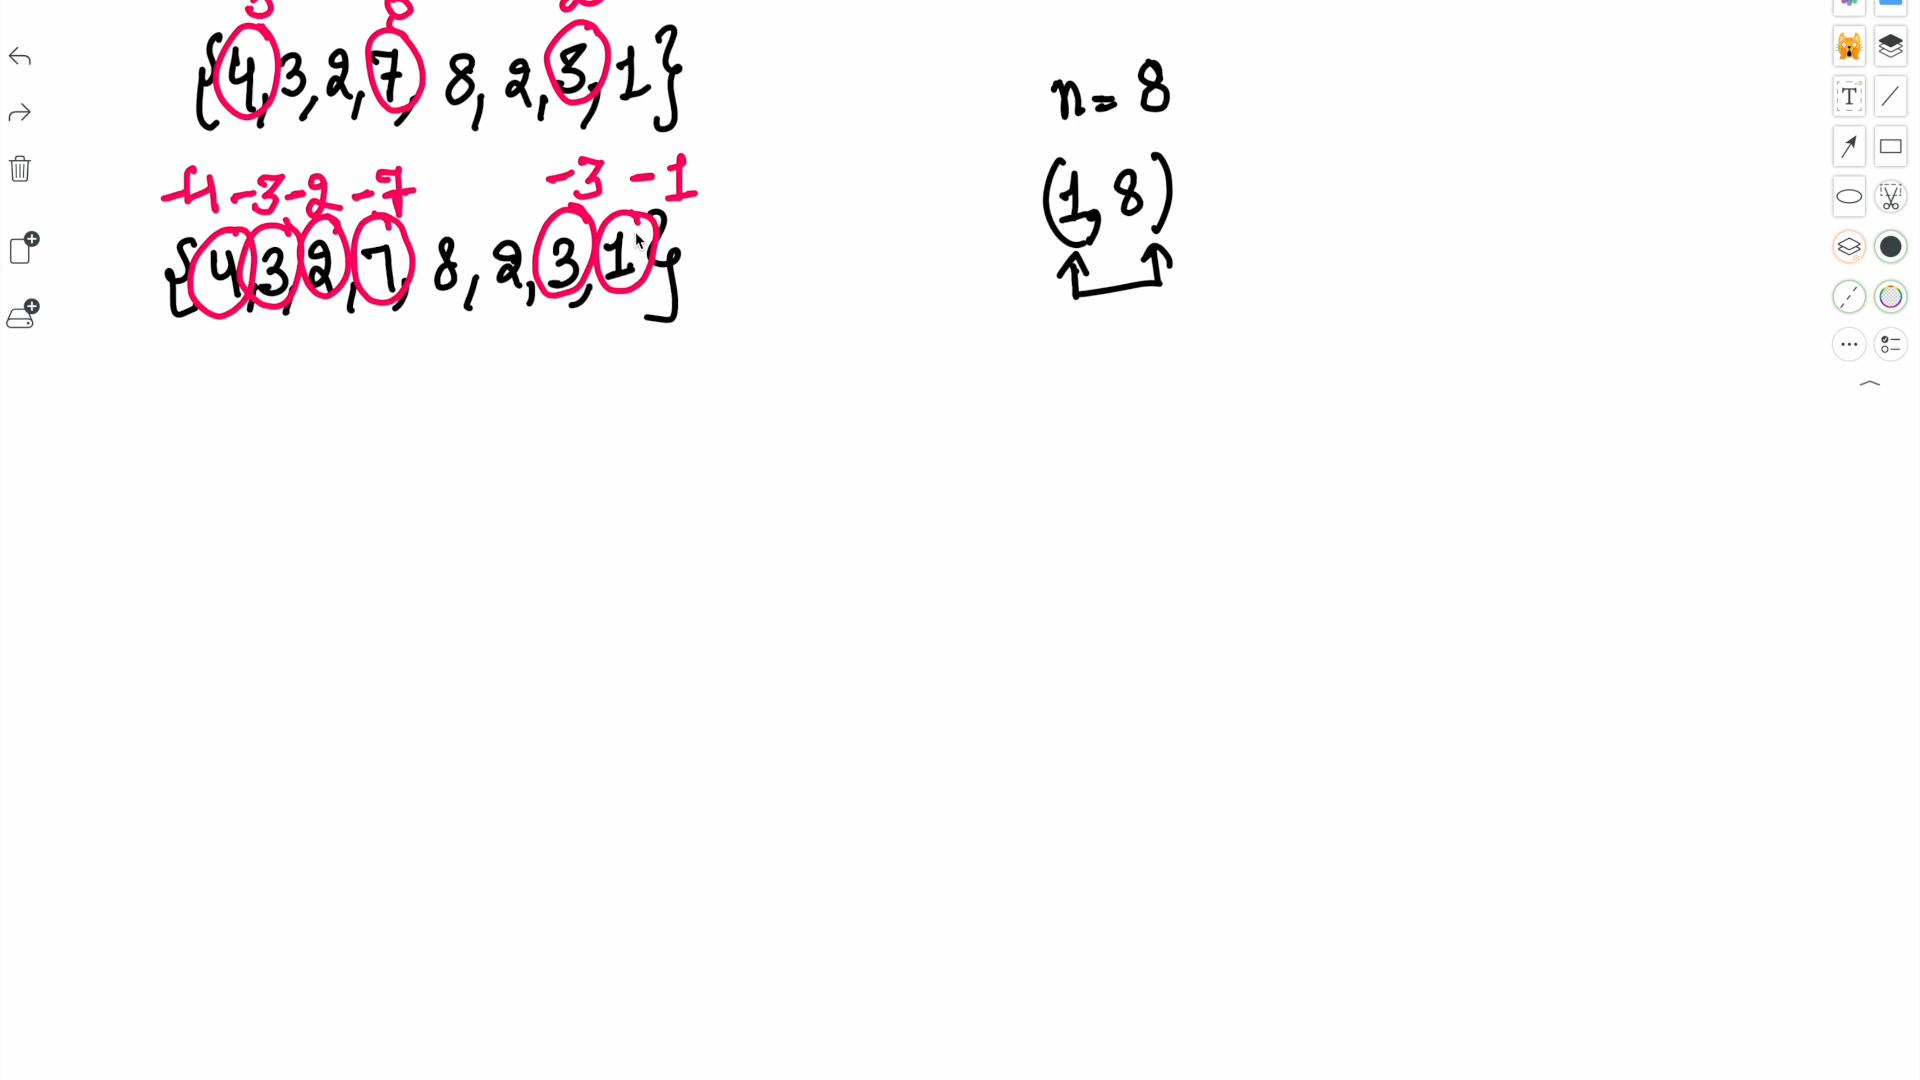 {4,3,2,7, 8, 2,3,1}
-4 -3 -2 -7 -3 -1
{4,3,2,7, 8, 2,3,1}
n = 8
(1, 8)
T